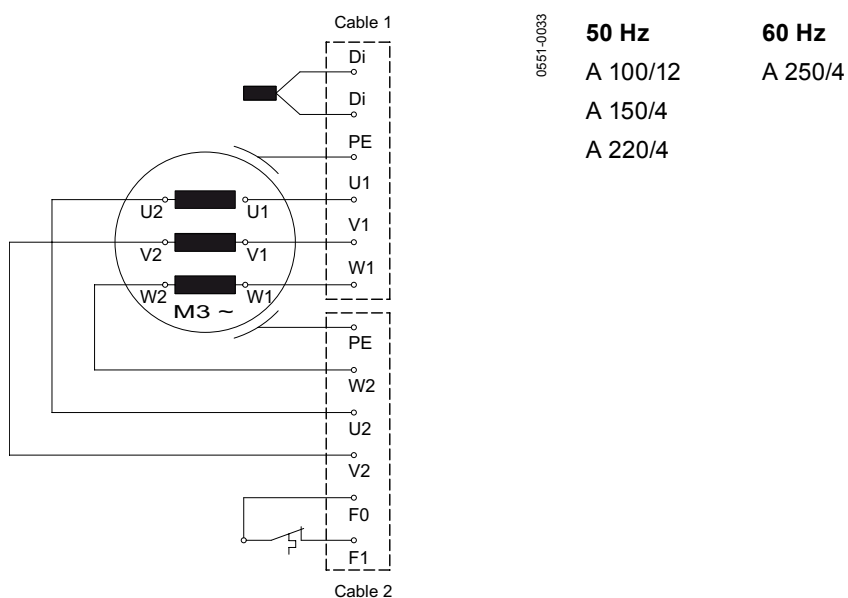 Cable 1
Di
Di
PE
U1
V1
W1
U2 U1
V2 V1
W2 W1
M3 ~
PE
W2
U2
V2
F0
F1
Cable 2
0551-0033
50 Hz 60 Hz
A 100/12 A 250/4
A 150/4
A 220/4